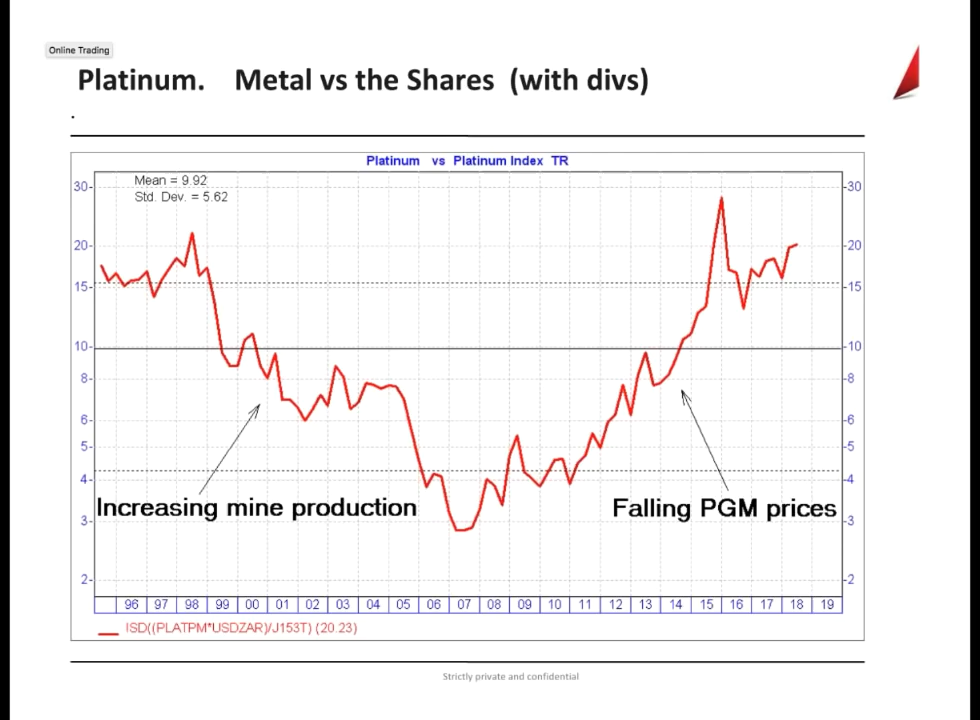 Online Trading
Platinum. Metal vs the Shares (with divs)
.
Platinum vs Platinum Index TR
Mean = 9.92
Std. Dev. = 5.62
30- -30
20- -20
15- -15
10- -10
8- -8
6- -6
5- -5
4- -4
Increasing mine production
Falling PGM prices
3- -3
2- -2
96 97 98 99 00 01 02 03 04 05 06 07 08 09 10 11 12 13 14 15 16 17 18 19
ISD((PLATPM*USDZAR)/J153T) (20.23)
Strictly private and confidential